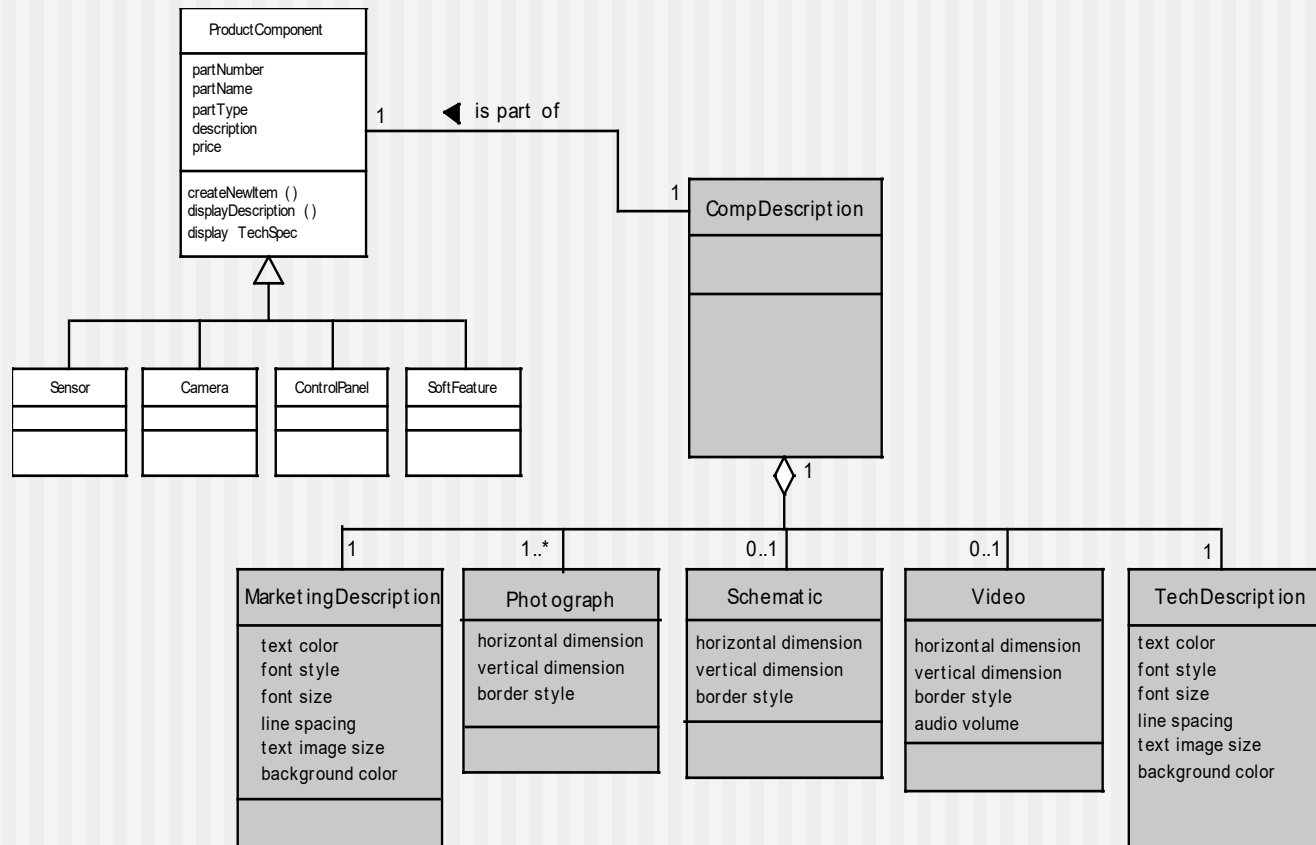 ProductComponent
partNumber
partName
partType
description
price
createNewItem ()
displayDescription ()
display TechSpec
1
is part of
1
CompDescription
Sensor
Camera
ControlPanel
SoftFeature
1
1
1..*
0..1
0..1
1
MarketingDescription
text color
font style
font size
line spacing
text image size
background color
Photograph
horizontal dimension
vertical dimension
border style
Schematic
horizontal dimension
vertical dimension
border style
Video
horizontal dimension
vertical dimension
border style
audio volume
TechDescription
text color
font style
font size
line spacing
text image size
background color